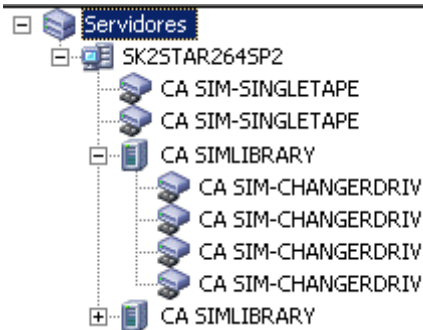 Servidores
SK2STAR264SP2
CA SIM-SINGLETAPE
CA SIM-SINGLETAPE
CA SIMLIBRARY
CA SIM-CHANGERDRIV
CA SIM-CHANGERDRIV
CA SIM-CHANGERDRIV
CA SIM-CHANGERDRIV
CA SIMLIBRARY